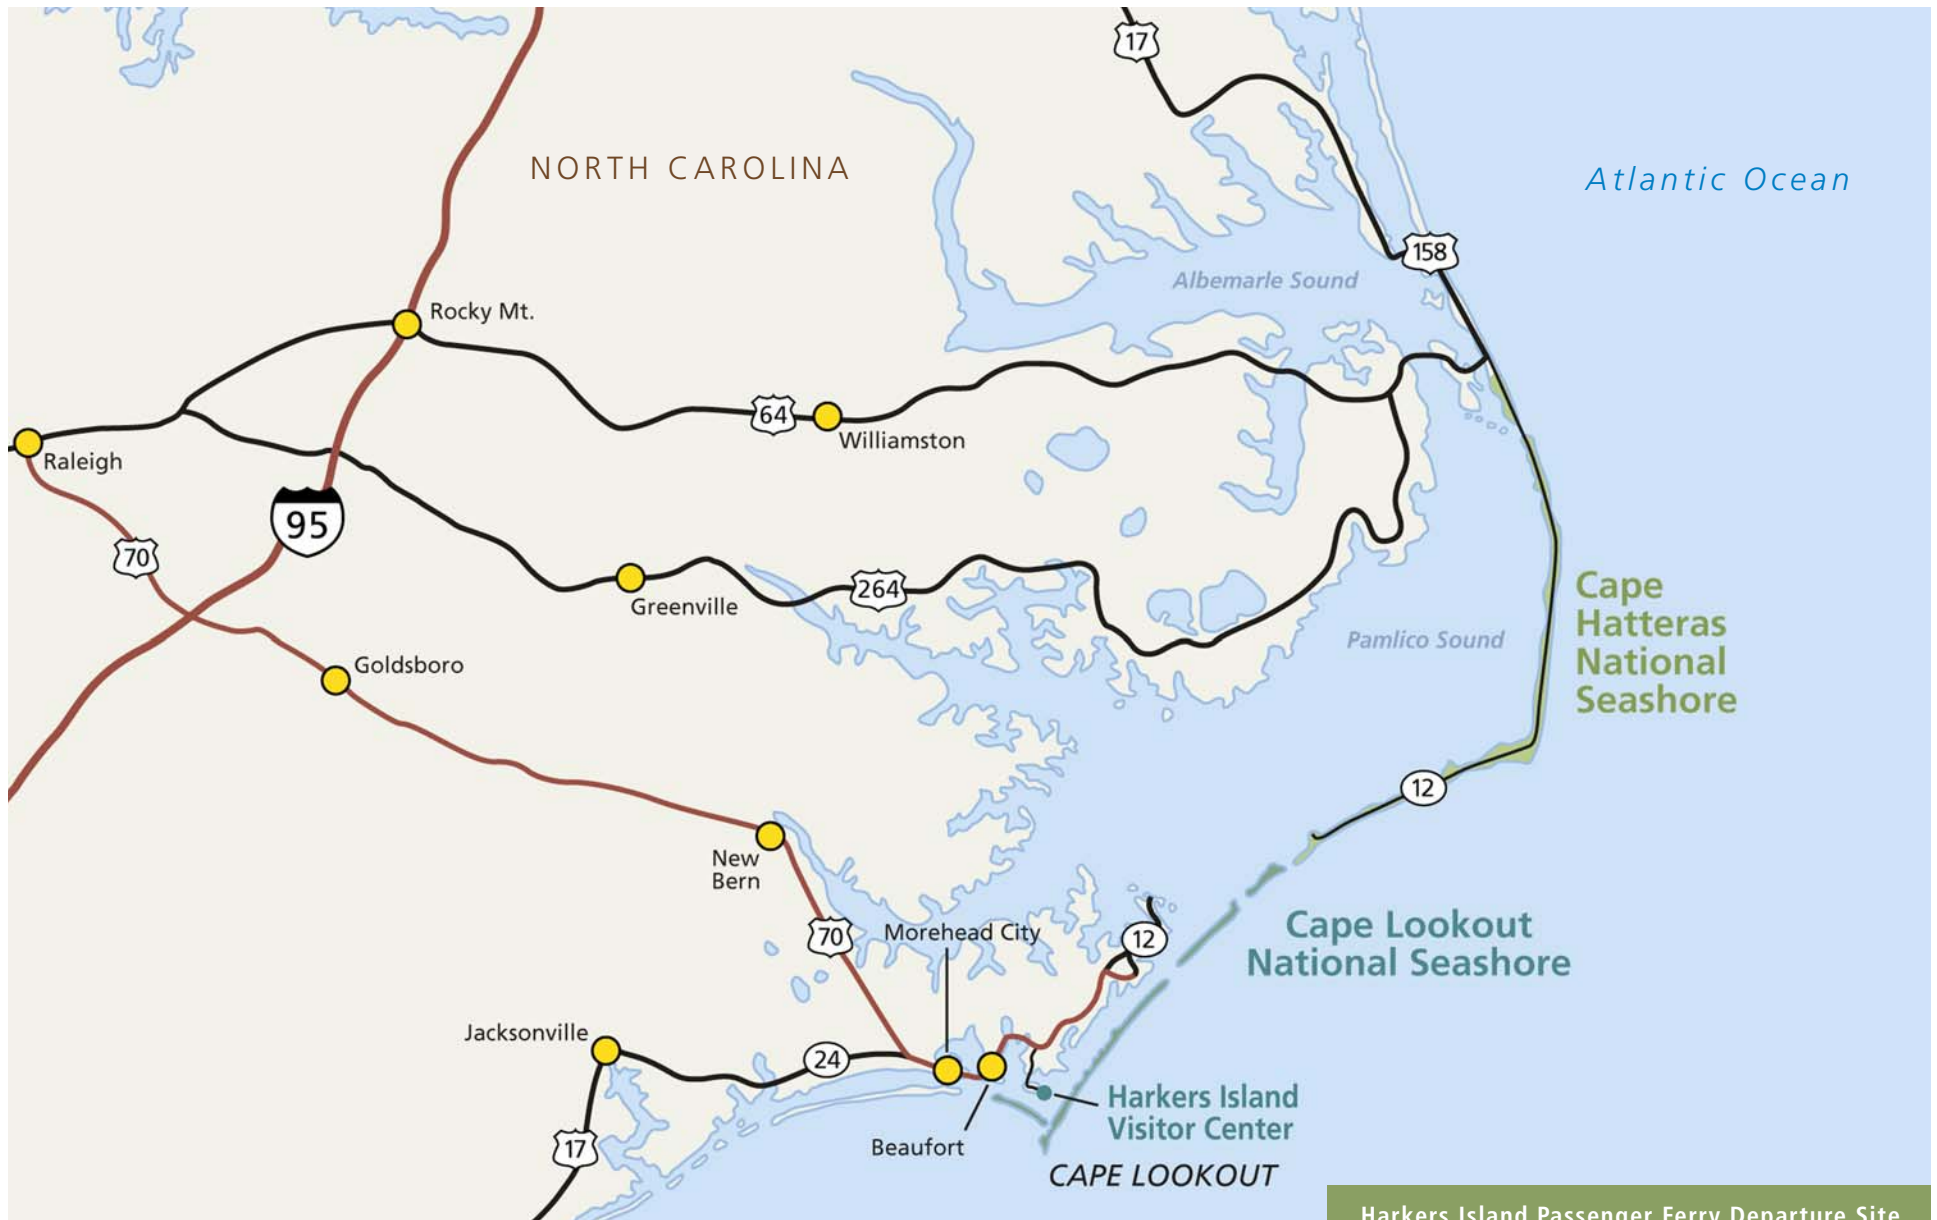 17
NORTH CAROLINA
Atlantic Ocean
158
Albemarle Sound
Rocky Mt.
64
Williamston
Raleigh
95
70
264
Greenville
Cape
Hatteras
National
Seashore
Pamlico Sound
Goldsboro
12
New
Bern
70
Morehead City
12
Cape Lookout
National Seashore
Jacksonville
24
Harkers Island
Visitor Center
17
Beaufort
CAPE LOOKOUT
Harkers Island Passenger Ferry Departure Site